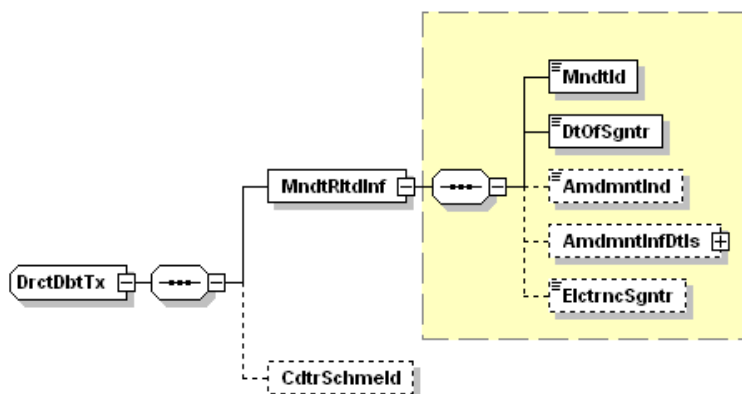 MndtId
DtOfSgntr
MndtRltdInf
AmdmntInd
AmdmntInfDtls
DrctDbtTx
ElctrncSgntr
CdtrSchmeId